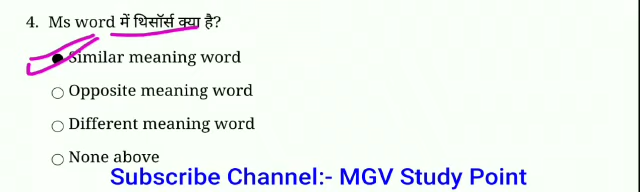 4. Ms word में थिसॉर्स क्या है?
Similar meaning word
Opposite meaning word
Different meaning word
None above
Subscribe Channel:- MGV Study Point